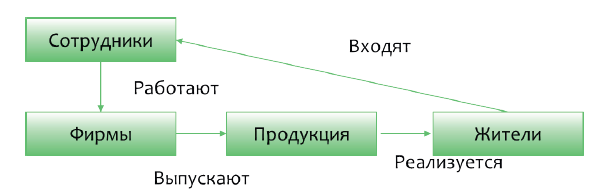 Сотрудники
Входят
Работают
Фирмы
Продукция
Жители
Реализуется
Выпускают